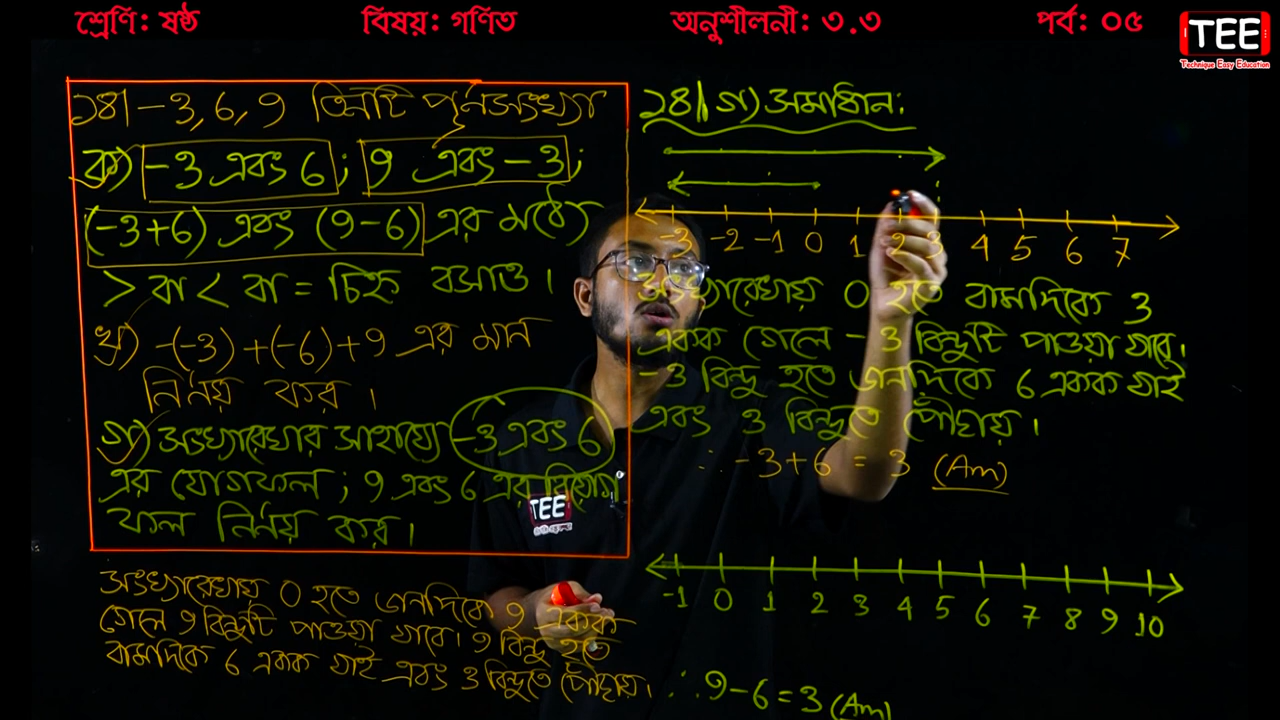 শ্রেণি: ষষ্ঠ
বিষয়: গণিত
অনুশীলনী: ৩.৩
পর্ব: ০৫
TEE
Technique Easy Education
১৪। -3, 6, 9 তিনটি পূর্ণসংখ্যা
ক) -3 এবং 6; 9 এবং -3;
(-3+6) এবং (9-6) এর মধ্যে
> বা < বা = চিহ্ন বসাও।
খ) -(-3)+(-6)+9 এর মান
নির্ণয় কর।
গ) সংখ্যারেখার সাহায্যে -3 এবং 6
এর যোগফল; 9 এবং 6 এর বিয়োগ
ফল নির্ণয় কর।
সংখ্যারেখায় 0 হতে ডানদিকে 9 একক
গেলে 9 বিন্দুটি পাওয়া যাবে। 9 বিন্দু হতে
বামদিকে 6 একক যাই এবং 3 বিন্দুতে পৌছায়।
১৪। গ) সমাধান:
-3 -2 -1 0 1 2 3 4 5 6 7
সংখ্যারেখায় 0 হতে বামদিকে 3
একক গেলে -3 বিন্দুটি পাওয়া যাবে।
-3 বিন্দু হতে ডানদিকে 6 একক যাই
এবং 3 বিন্দুতে পৌছায়।
∴ -3+6 = 3 (Ans)
-1 0 1 2 3 4 5 6 7 8 9 10
∴ 9-6 = 3 (Ans)
TEE